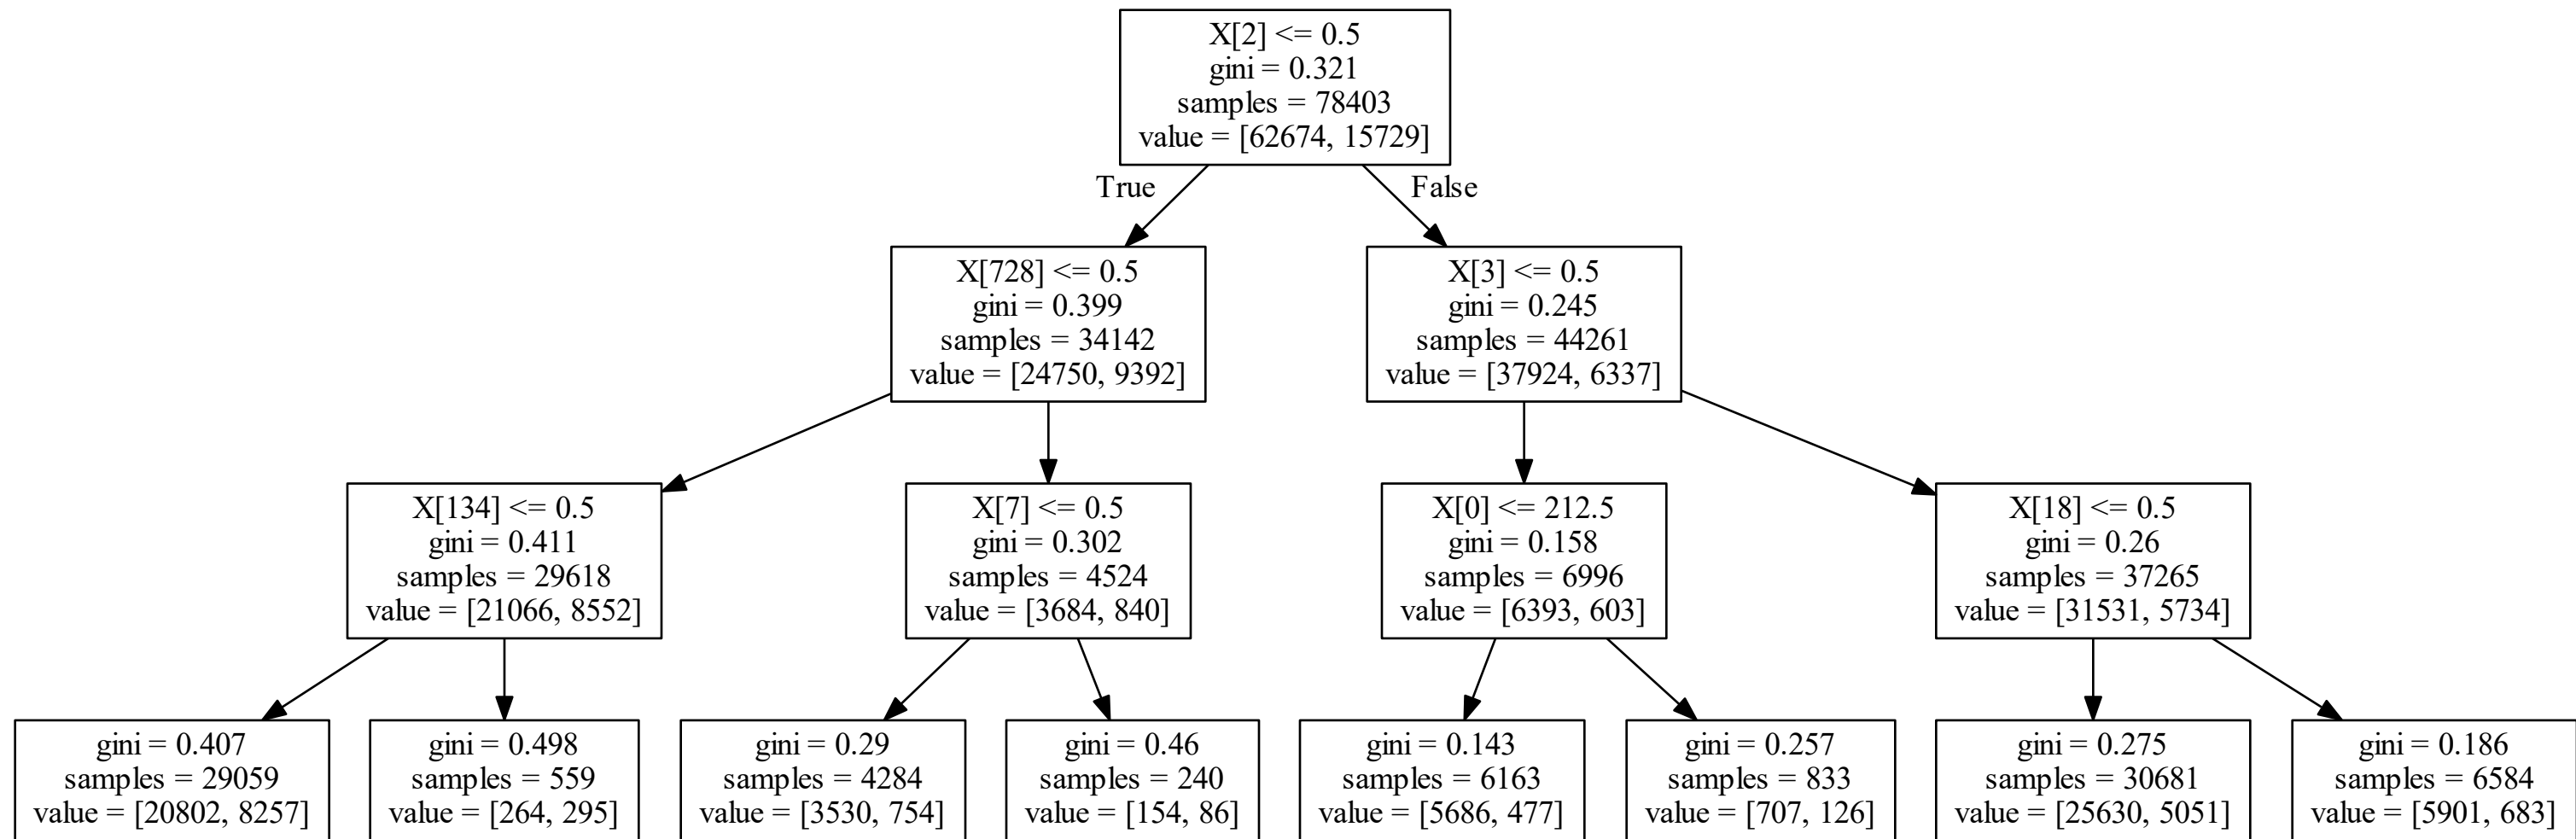 X[2] <= 0.5
gini = 0.321
samples = 78403
value = [62674, 15729]
True
False
X[728] <= 0.5
gini = 0.399
samples = 34142
value = [24750, 9392]
X[3] <= 0.5
gini = 0.245
samples = 44261
value = [37924, 6337]
X[134] <= 0.5
gini = 0.411
samples = 29618
value = [21066, 8552]
X[7] <= 0.5
gini = 0.302
samples = 4524
value = [3684, 840]
X[0] <= 212.5
gini = 0.158
samples = 6996
value = [6393, 603]
X[18] <= 0.5
gini = 0.26
samples = 37265
value = [31531, 5734]
gini = 0.407
samples = 29059
value = [20802, 8257]
gini = 0.498
samples = 559
value = [264, 295]
gini = 0.29
samples = 4284
value = [3530, 754]
gini = 0.46
samples = 240
value = [154, 86]
gini = 0.143
samples = 6163
value = [5686, 477]
gini = 0.257
samples = 833
value = [707, 126]
gini = 0.275
samples = 30681
value = [25630, 5051]
gini = 0.186
samples = 6584
value = [5901, 683]